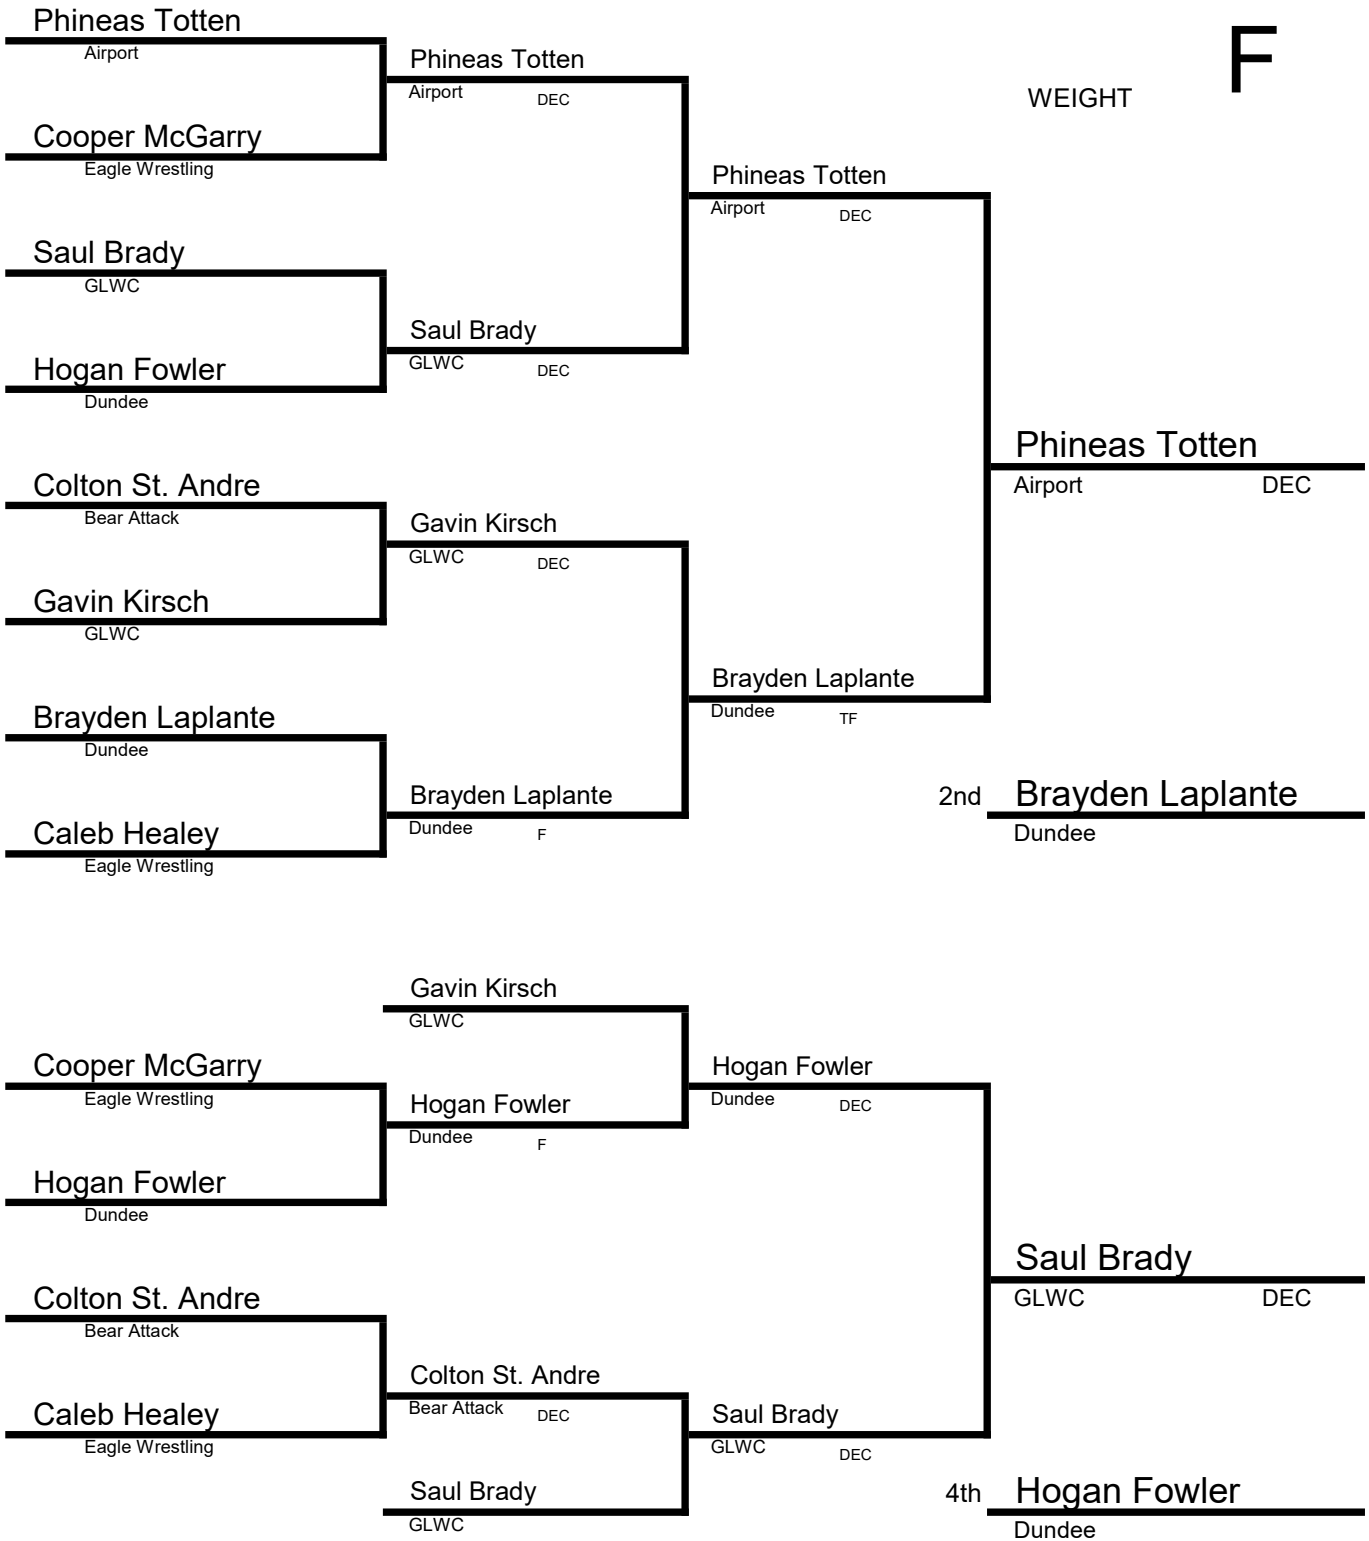 Phineas Totten
Airport
Phineas Totten
Airport
DEC
F
WEIGHT
Cooper McGarry
Eagle Wrestling
Phineas Totten
Airport
DEC
Saul Brady
GLWC
Saul Brady
GLWC
DEC
Hogan Fowler
Dundee
Phineas Totten
Airport
DEC
Colton St. Andre
Bear Attack
Gavin Kirsch
GLWC
DEC
Gavin Kirsch
GLWC
Brayden Laplante
Dundee
TF
Brayden Laplante
Dundee
Brayden Laplante
Dundee
F
2nd
Brayden Laplante
Dundee
Caleb Healey
Eagle Wrestling
Gavin Kirsch
GLWC
Cooper McGarry
Eagle Wrestling
Hogan Fowler
Dundee
DEC
Hogan Fowler
Dundee
F
Hogan Fowler
Dundee
Saul Brady
GLWC
DEC
Colton St. Andre
Bear Attack
Colton St. Andre
Bear Attack
DEC
Caleb Healey
Eagle Wrestling
Saul Brady
GLWC
DEC
Saul Brady
GLWC
4th
Hogan Fowler
Dundee